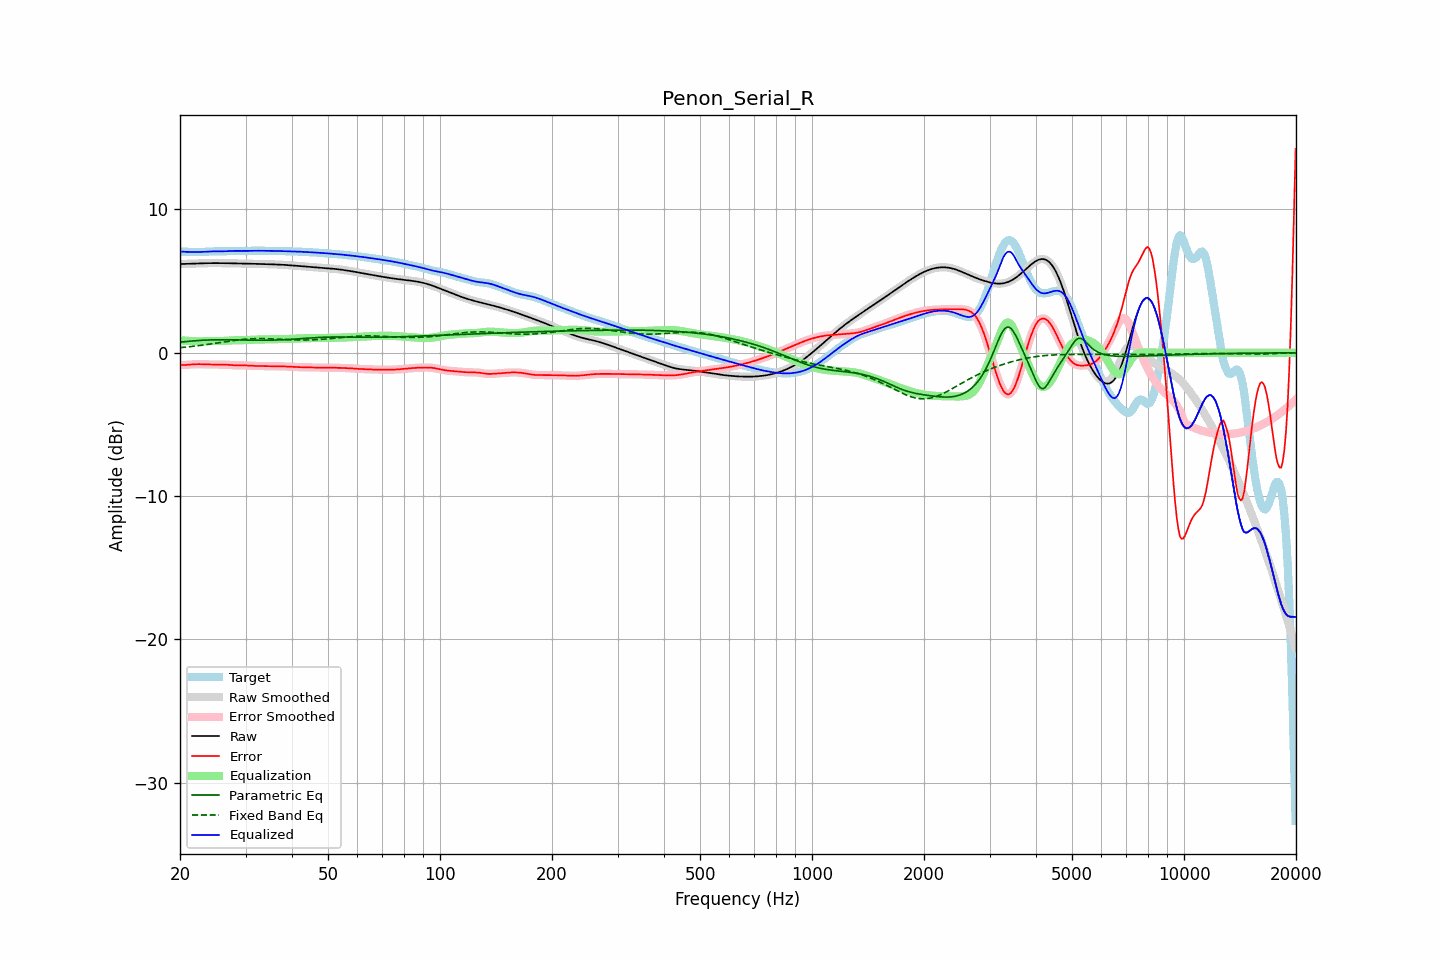 Penon_Serial_R
Amplitude (dBr)
10
0
−10
−20
−30
Target
Raw Smoothed
Error Smoothed
Raw
Error
Equalization
Parametric Eq
Fixed Band Eq
Equalized
20 50 100 200 500 1000 2000 5000 10000 20000
Frequency (Hz)